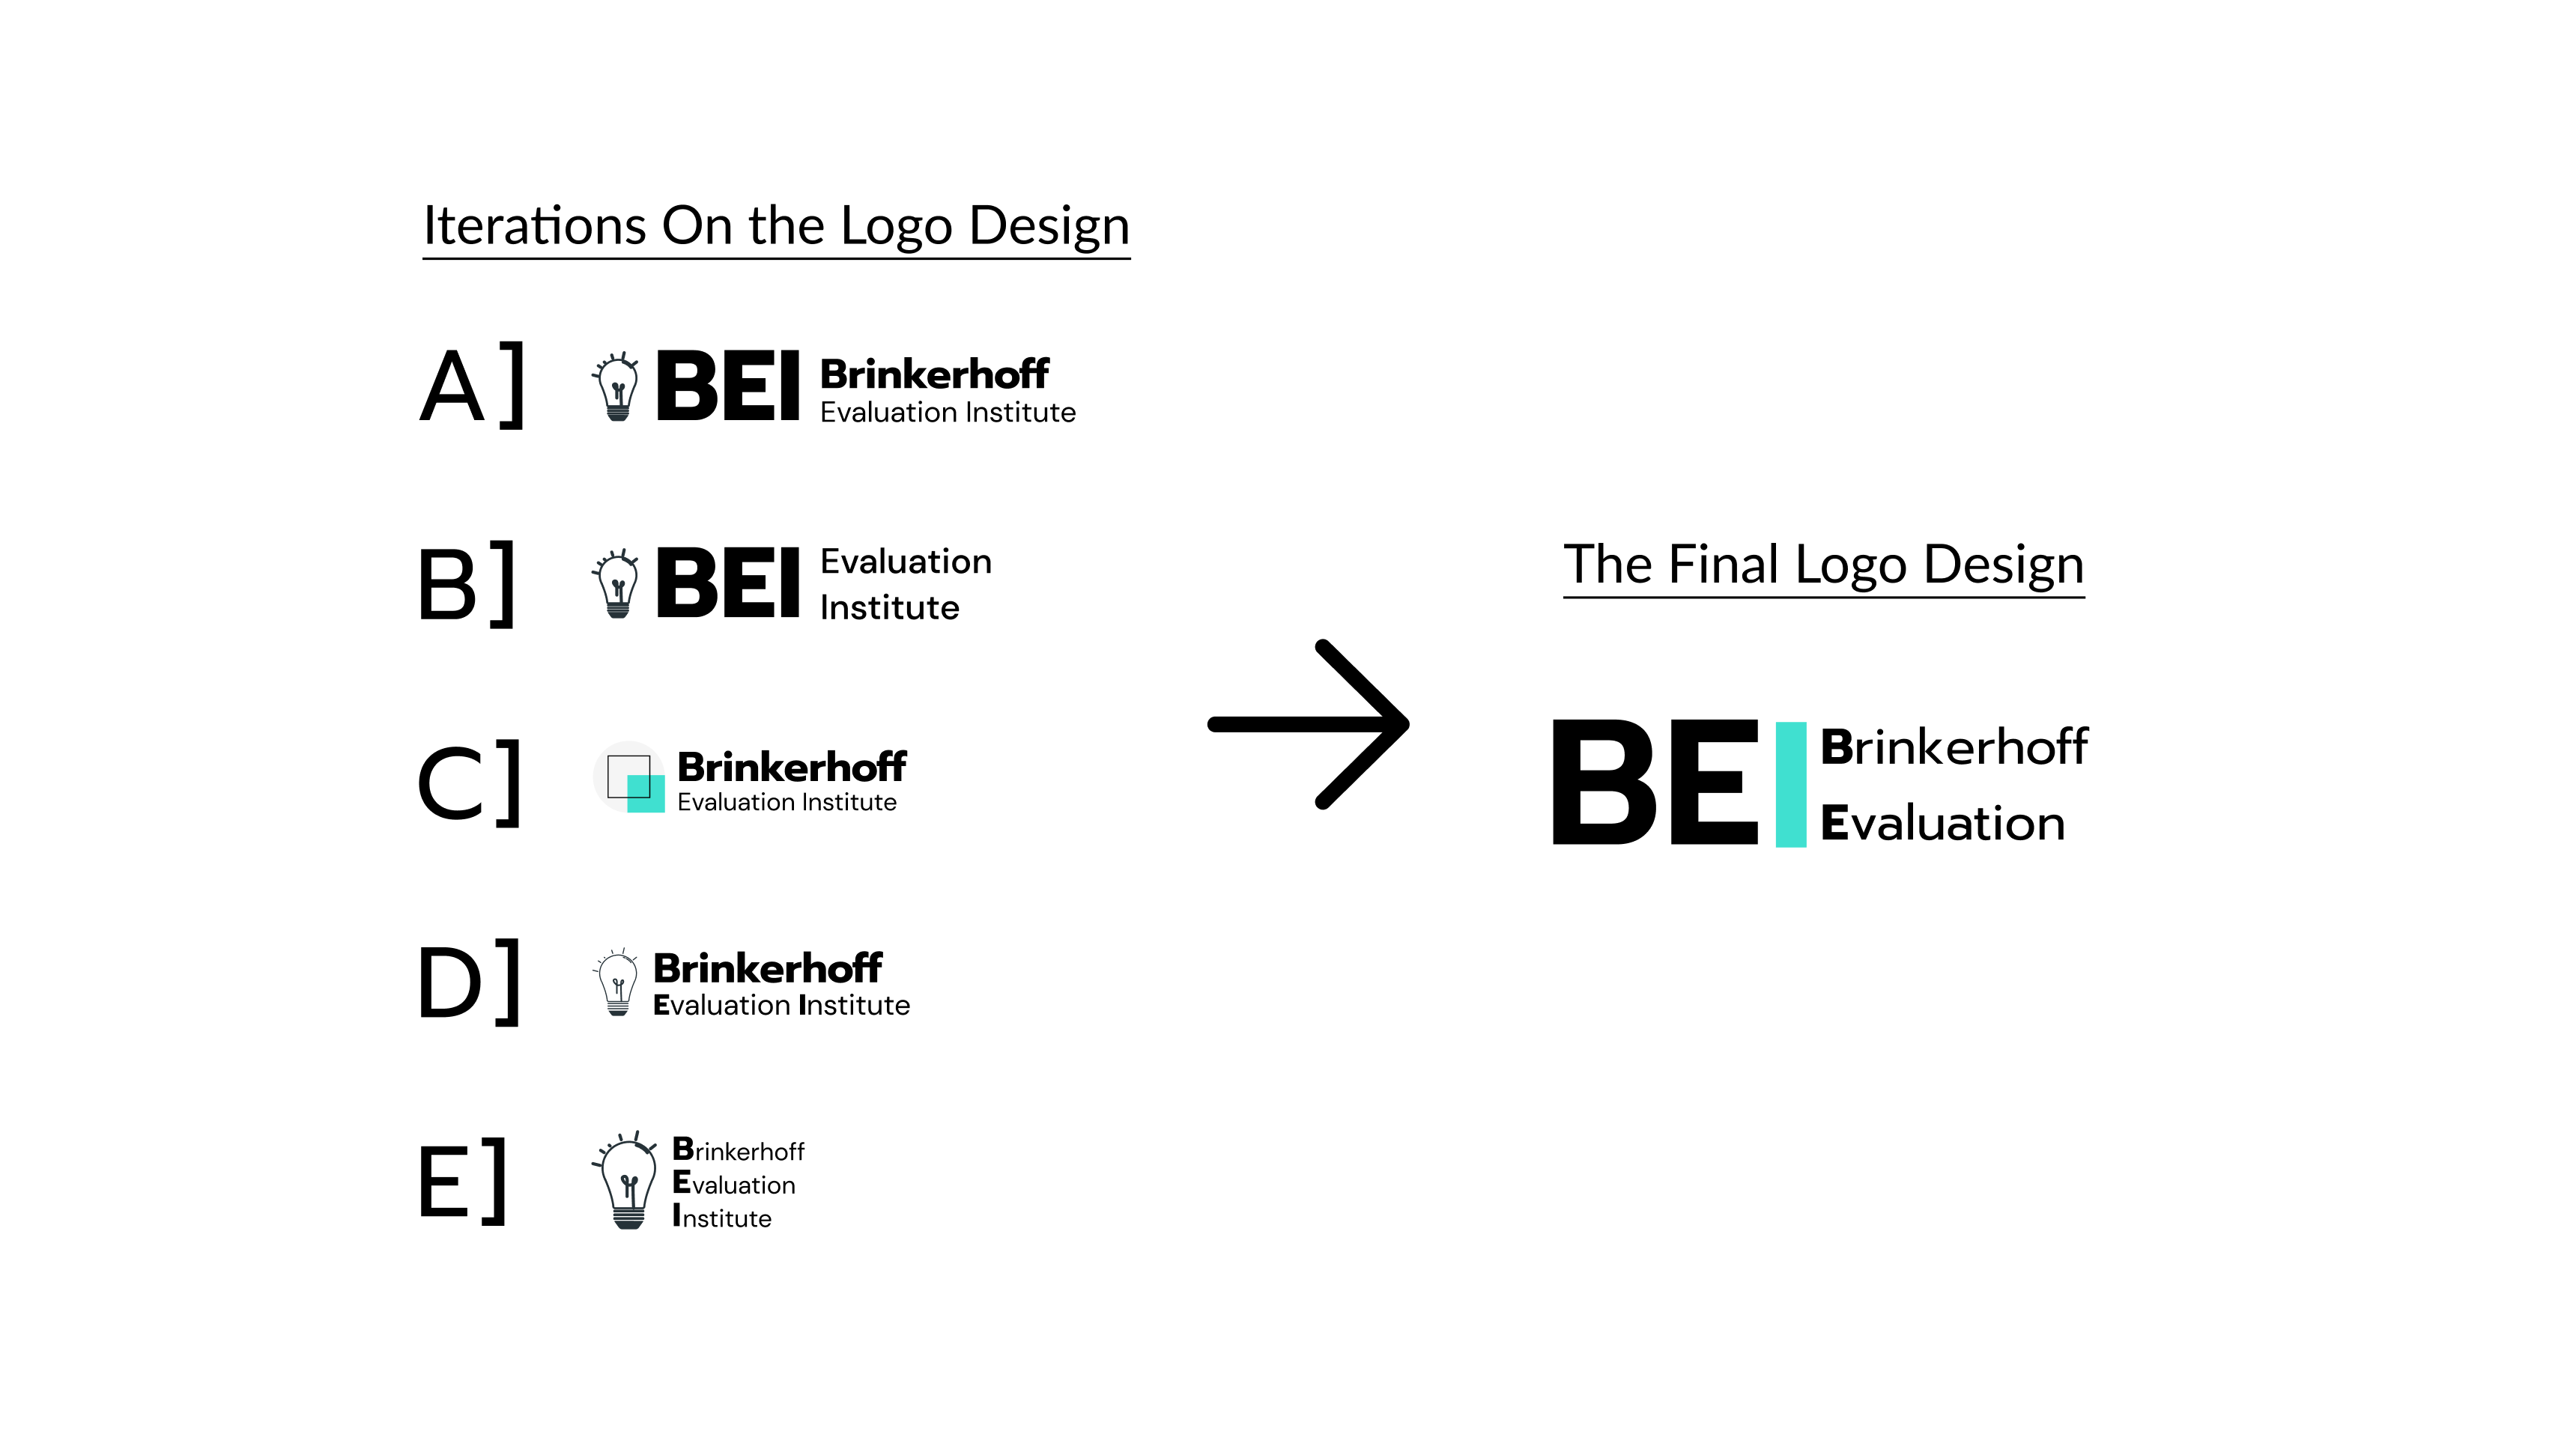 Iterations On the Logo Design
A]
BEI
Brinkerhoff
Evaluation Institute
B]
BEI
Evaluation
Institute
C]
Brinkerhoff
Evaluation Institute
D]
Brinkerhoff
Evaluation Institute
E]
Brinkerhoff
Evaluation
Institute
The Final Logo Design
BEI
Brinkerhoff
Evaluation